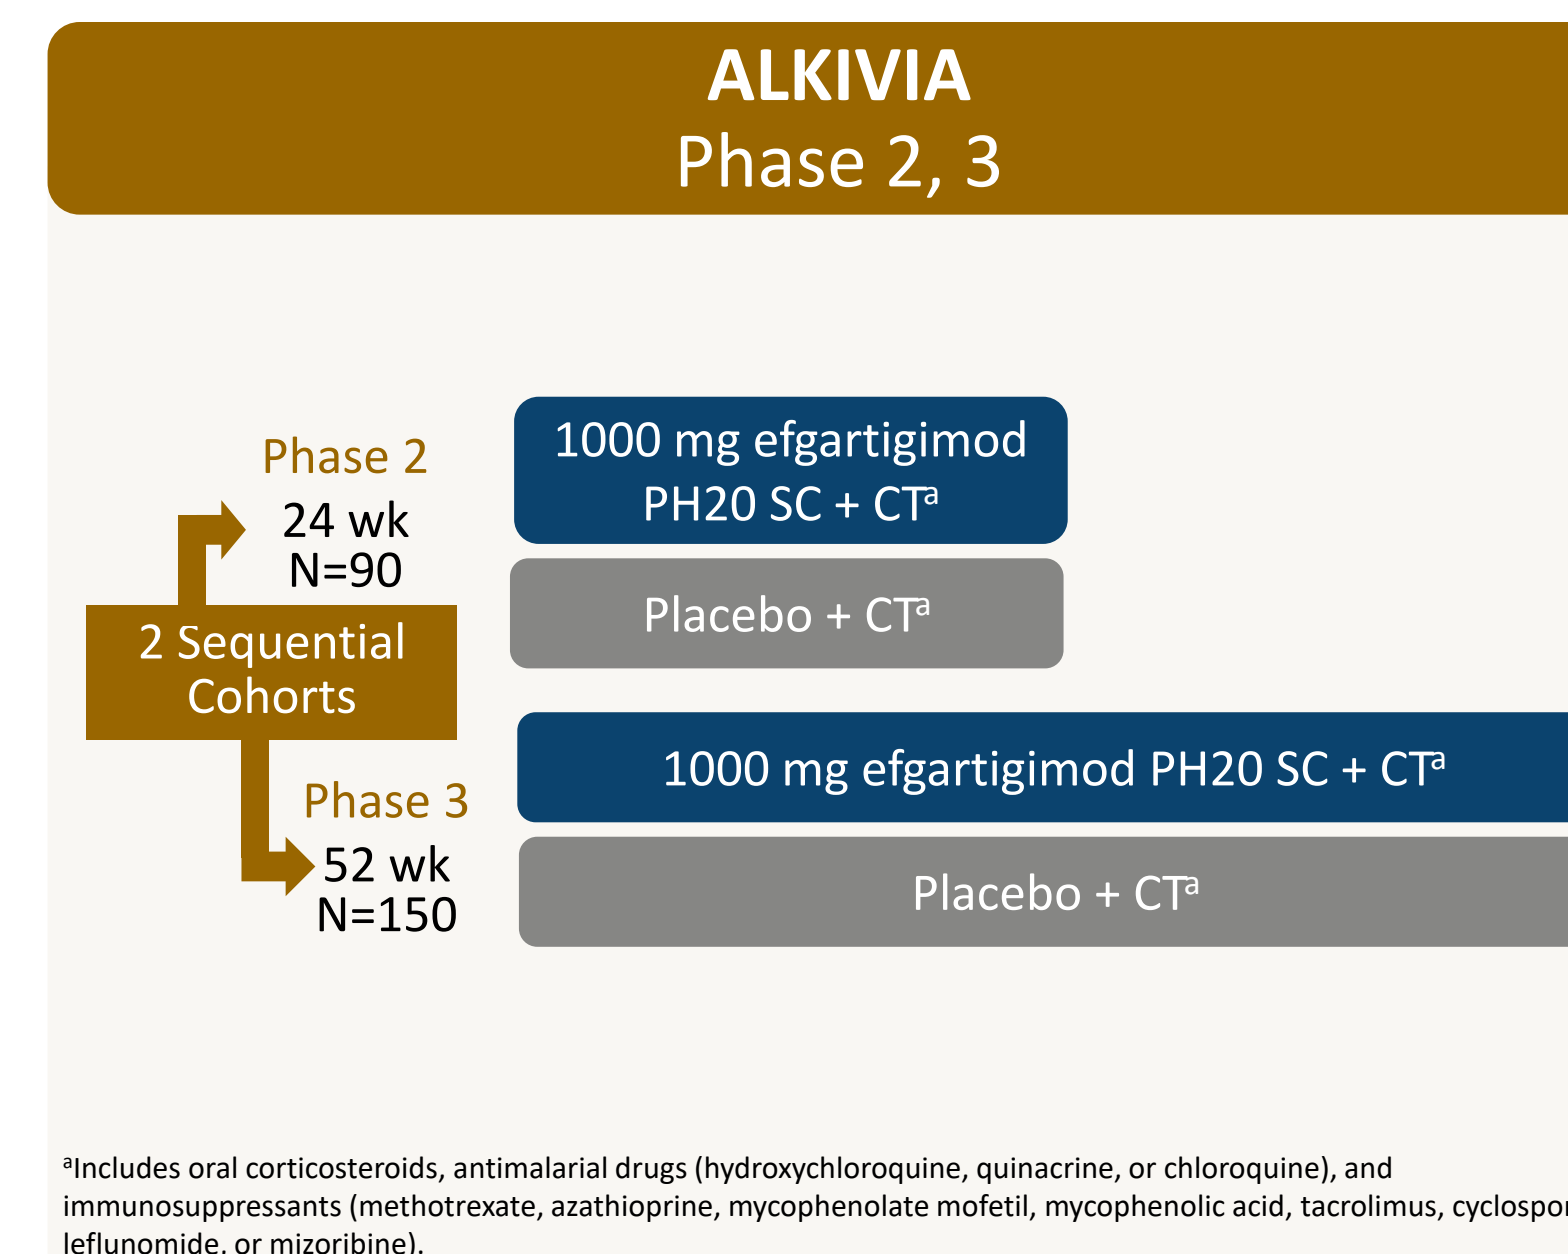 ALKIVIA
Phase 2, 3
Phase 2
24 wk
N=90
1000 mg efgartigimod
PH20 SC + CTᵃ
Placebo + CTᵃ
2 Sequential
Cohorts
Phase 3
52 wk
N=150
1000 mg efgartigimod PH20 SC + CTᵃ
Placebo + CTᵃ
ᵃIncludes oral corticosteroids, antimalarial drugs (hydroxychloroquine, quinacrine, or chloroquine), and
immunosuppressants (methotrexate, azathioprine, mycophenolate mofetil, mycophenolic acid, tacrolimus,
leflunomide, or mizoribine).